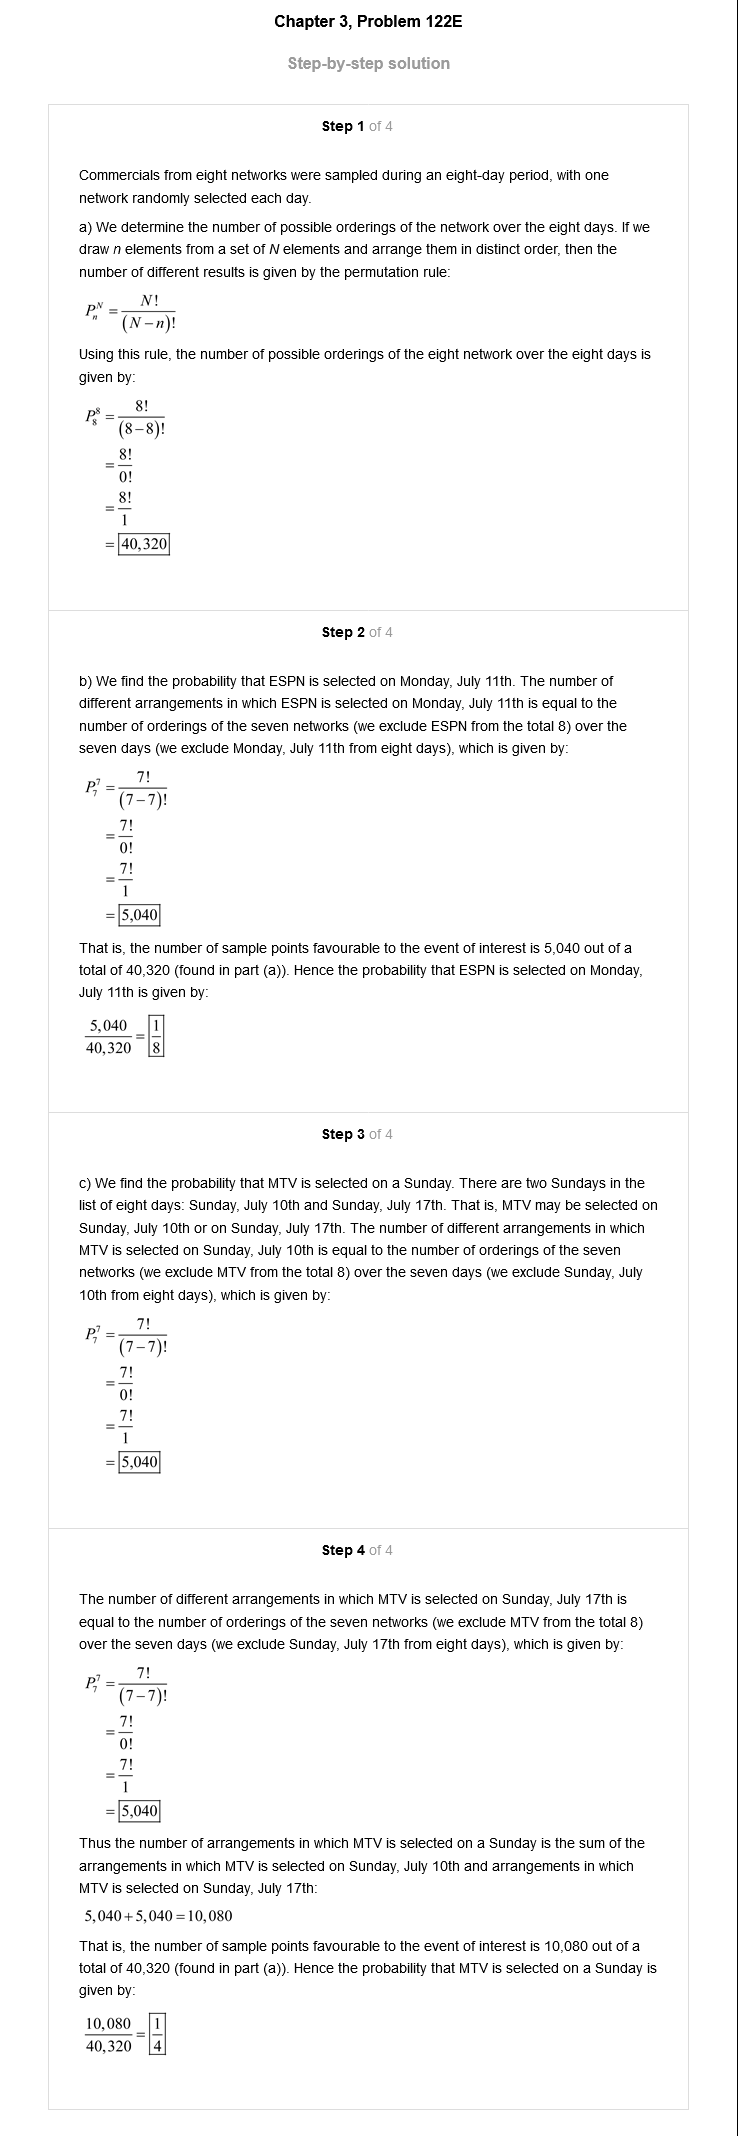 Chapter 3, Problem 122E
Step-by-step solution
Step 1 of 4
Commercials from eight networks were sampled during an eight-day period, with one
network randomly selected each day.
a) We determine the number of possible orderings of the network over the eight days. If we
draw n elements from a set of N elements and arrange them in distinct order, then the
number of different results is given by the permutation rule:
P_n^N = N!/(N−n)!
Using this rule, the number of possible orderings of the eight network over the eight days is
given by:
P_8^8 = 8!/(8−8)!
= 8!/0!
= 8!/1
= 40,320
Step 2 of 4
b) We find the probability that ESPN is selected on Monday, July 11th. The number of
different arrangements in which ESPN is selected on Monday, July 11th is equal to the
number of orderings of the seven networks (we exclude ESPN from the total 8) over the
seven days (we exclude Monday, July 11th from eight days), which is given by:
P_7^7 = 7!/(7−7)!
= 7!/0!
= 7!/1
= 5,040
That is, the number of sample points favourable to the event of interest is 5,040 out of a
total of 40,320 (found in part (a)). Hence the probability that ESPN is selected on Monday,
July 11th is given by:
5,040/40,320 = 1/8
Step 3 of 4
c) We find the probability that MTV is selected on a Sunday. There are two Sundays in the
list of eight days: Sunday, July 10th and Sunday, July 17th. That is, MTV may be selected on
Sunday, July 10th or on Sunday, July 17th. The number of different arrangements in which
MTV is selected on Sunday, July 10th is equal to the number of orderings of the seven
networks (we exclude MTV from the total 8) over the seven days (we exclude Sunday, July
10th from eight days), which is given by:
P_7^7 = 7!/(7−7)!
= 7!/0!
= 7!/1
= 5,040
Step 4 of 4
The number of different arrangements in which MTV is selected on Sunday, July 17th is
equal to the number of orderings of the seven networks (we exclude MTV from the total 8)
over the seven days (we exclude Sunday, July 17th from eight days), which is given by:
P_7^7 = 7!/(7−7)!
= 7!/0!
= 7!/1
= 5,040
Thus the number of arrangements in which MTV is selected on a Sunday is the sum of the
arrangements in which MTV is selected on Sunday, July 10th and arrangements in which
MTV is selected on Sunday, July 17th:
5,040+5,040=10,080
That is, the number of sample points favourable to the event of interest is 10,080 out of a
total of 40,320 (found in part (a)). Hence the probability that MTV is selected on a Sunday is
given by:
10,080/40,320 = 1/4